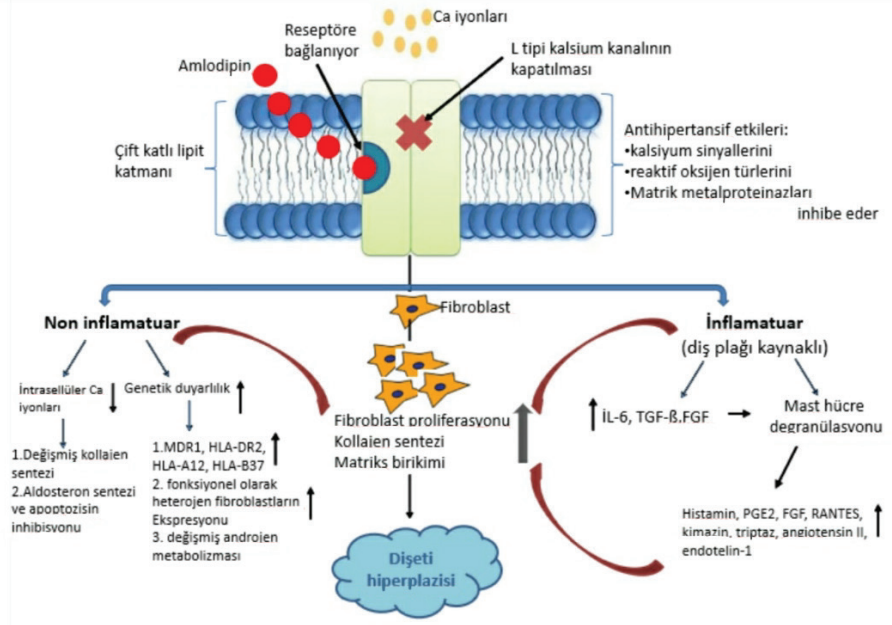 Ca iyonları
Reseptöre
bağlanıyor
L tipi kalsium kanalının
kapatılması
Amlodipin
Çift katlı lipit
katmanı
Antihipertansif etkileri:
•kalsiyum sinyallerini
•reaktif oksijen türlerini
•Matrik metalproteinazları
inhibe eder
Fibroblast
Non inflamatuar
İntrasellüler Ca
iyonları
Genetik duyarlılık
1.Değişmiş kollaien
sentezi
2.Aldosteron sentezi
ve apoptozisin
inhibisvonu
1.MDR1, HLA-DR2,
HLA-A12, HLA-B37
2. fonksiyonel olarak
heterojen fibroblastların
Ekspresyonu
3. değişmiş androjen
metabolizması
Fibroblast proliferasyonu
Kollaien sentezi
Matriks birikimi
Dişeti
hiperplazisi
İnflamatuar
(diş plağı kaynaklı)
İL-6, TGF-ß.FGF
Mast hücre
degranülasvonu
Histamin, PGE2, FGF, RANTES,
kimazin, triptaz, angiotensin II,
endotelin-1